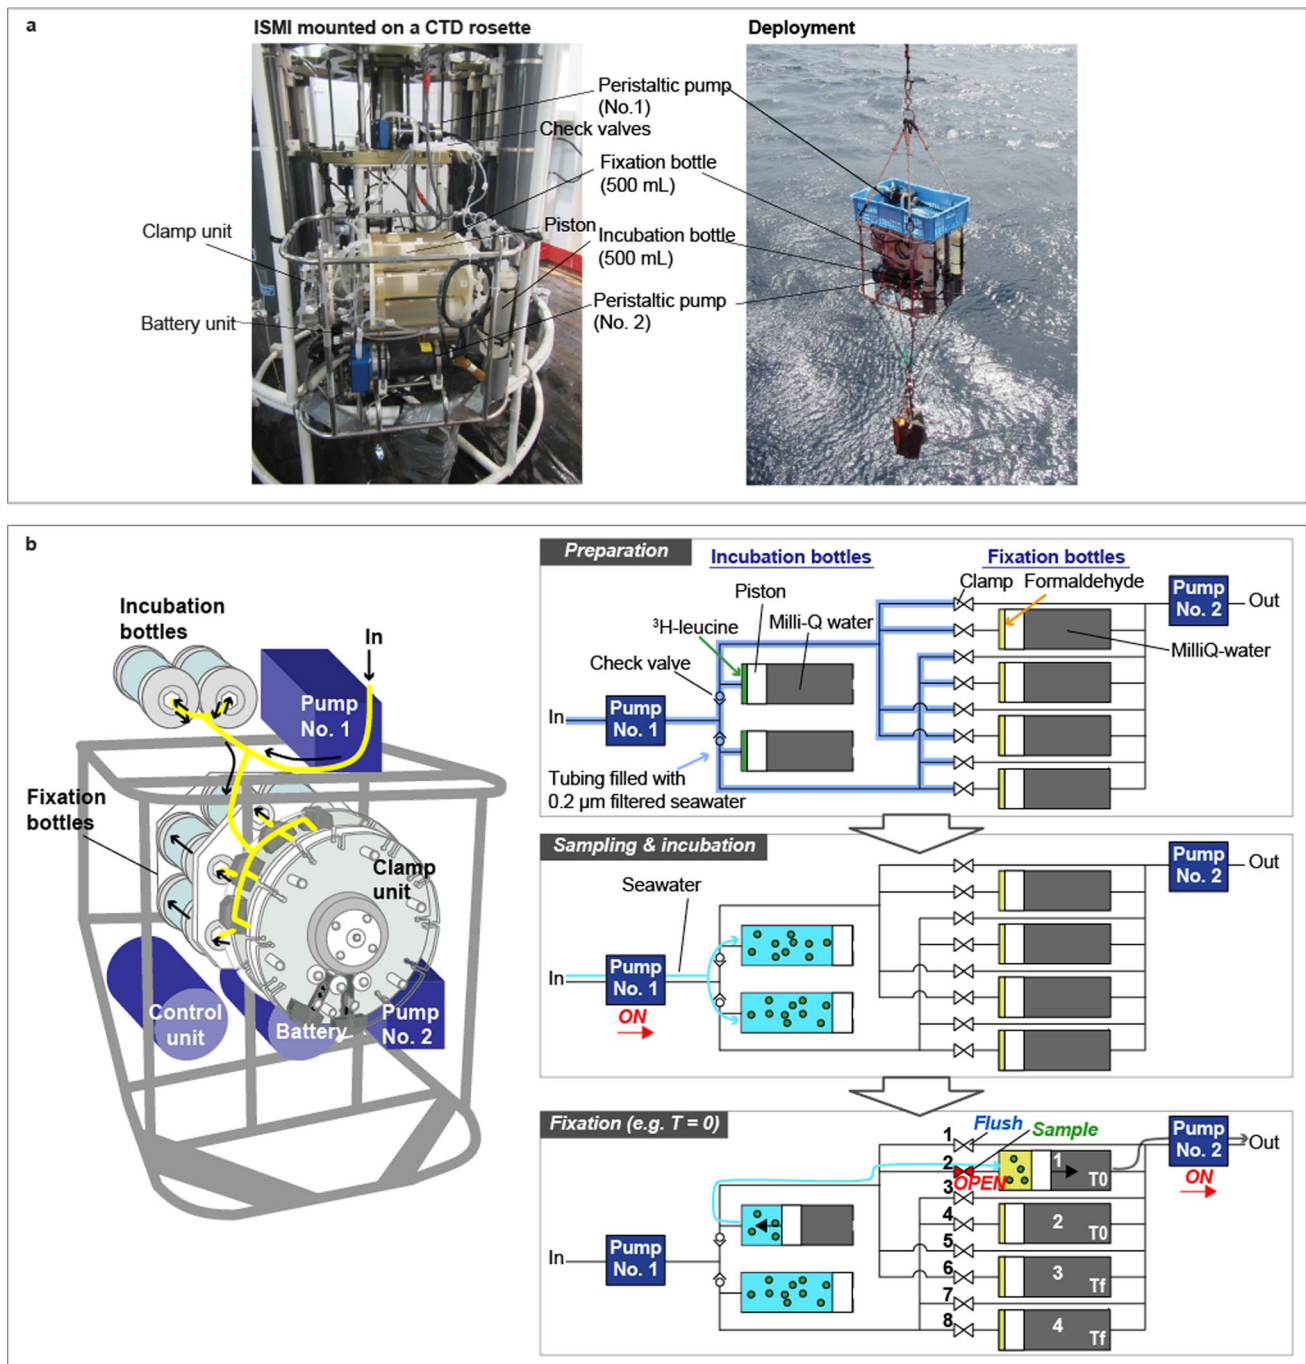 a
ISMI mounted on a CTD rosette
Deployment
Peristaltic pump
(No.1)
Check valves
Fixation bottle
(500 mL)
Piston
Incubation bottle
(500 mL)
Peristaltic pump
(No. 2)
Clamp unit
Battery unit
b
Incubation
bottles
In
Pump
No. 1
Fixation
bottles
Clamp
unit
Control
unit
Battery
Pump
No. 2
Preparation
Incubation bottles
Fixation bottles
Clamp
Formaldehyde
Pump
No. 2
Out
Piston
³H-leucine
Milli-Q water
MilliQ-water
Check valve
In
Pump
No. 1
Tubing filled with
0.2 µm filtered seawater
Sampling & incubation
Seawater
Pump
No. 2
Out
In
Pump
No. 1
ON
Fixation (e.g. T = 0)
1
Flush
Sample
Pump
No. 2
Out
ON
2
OPEN
1
T0
3
4
2
T0
5
In
Pump
No. 1
6
3
Tf
7
8
4
Tf